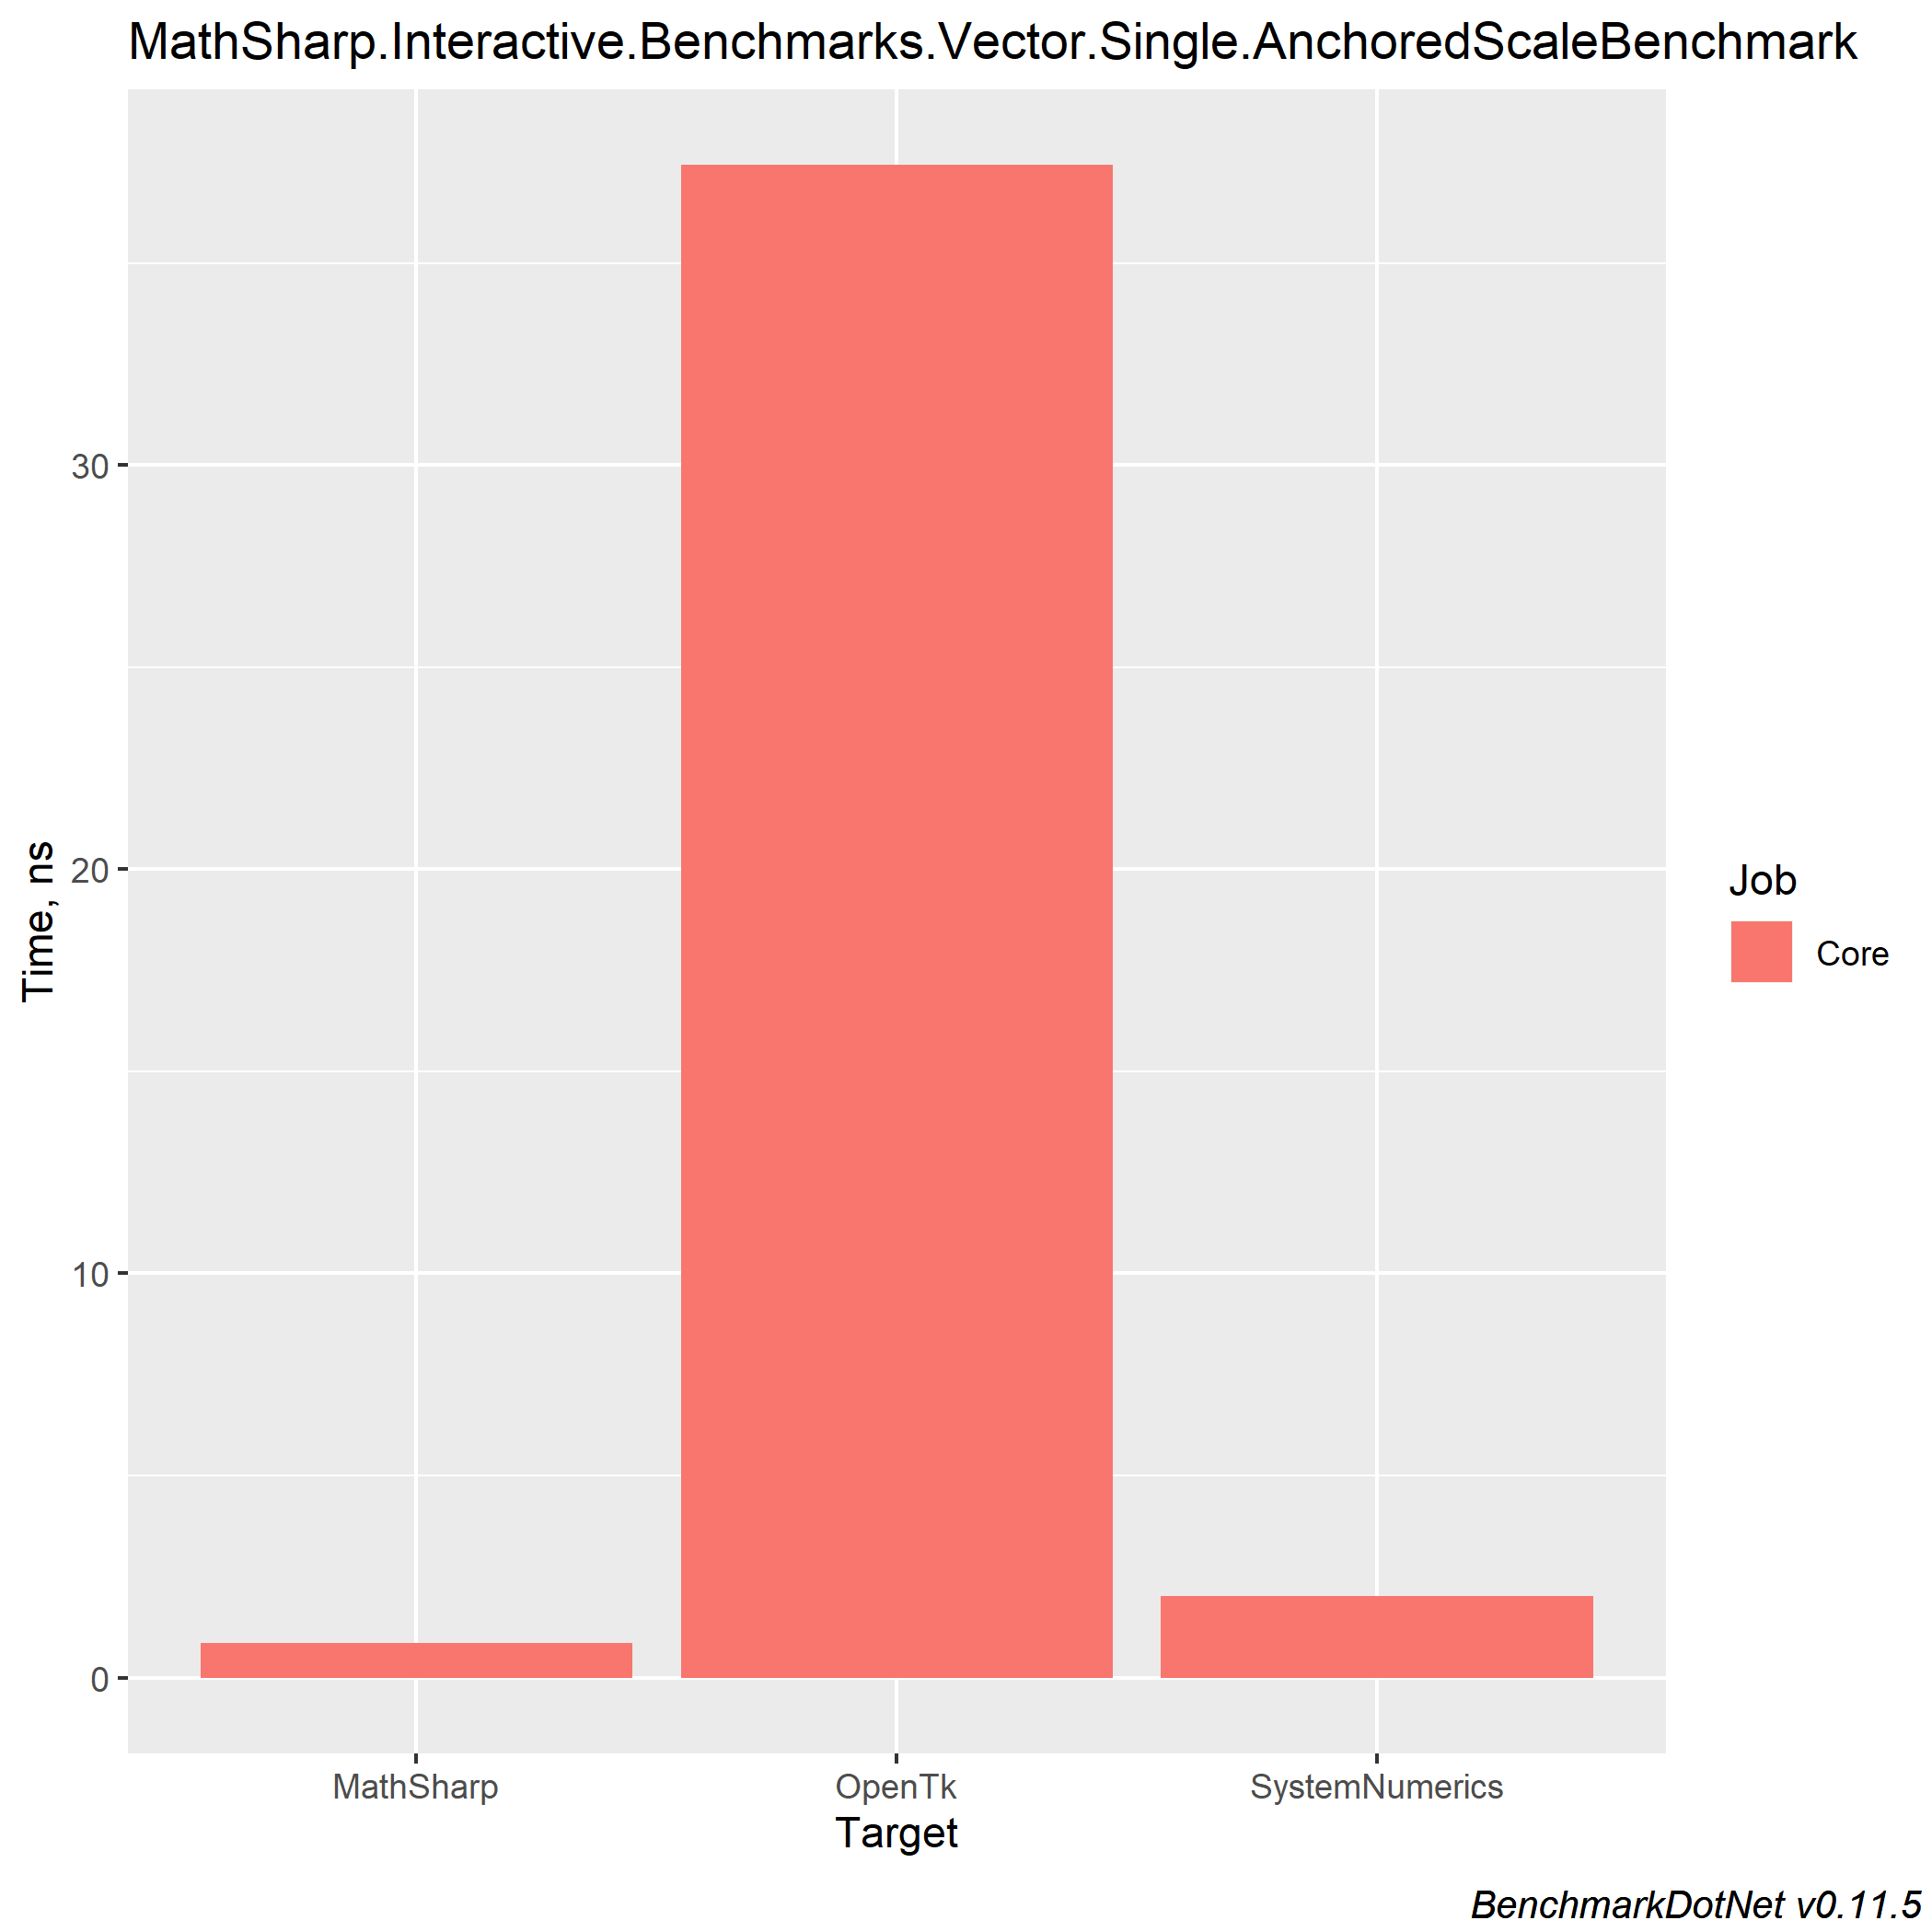 MathSharp.Interactive.Benchmarks.Vector.Single.AnchoredScaleBenchmark
30
20
10
0
Time, ns
MathSharp
OpenTk
SystemNumerics
Target
Job
Core
BenchmarkDotNet v0.11.5